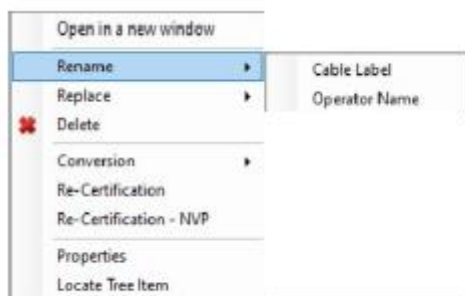 Open in a new window
Rename
Cable Label
Replace
Operator Name
Delete
Conversion
Re-Certification
Re-Certification - NVP
Properties
Locate Tree Item